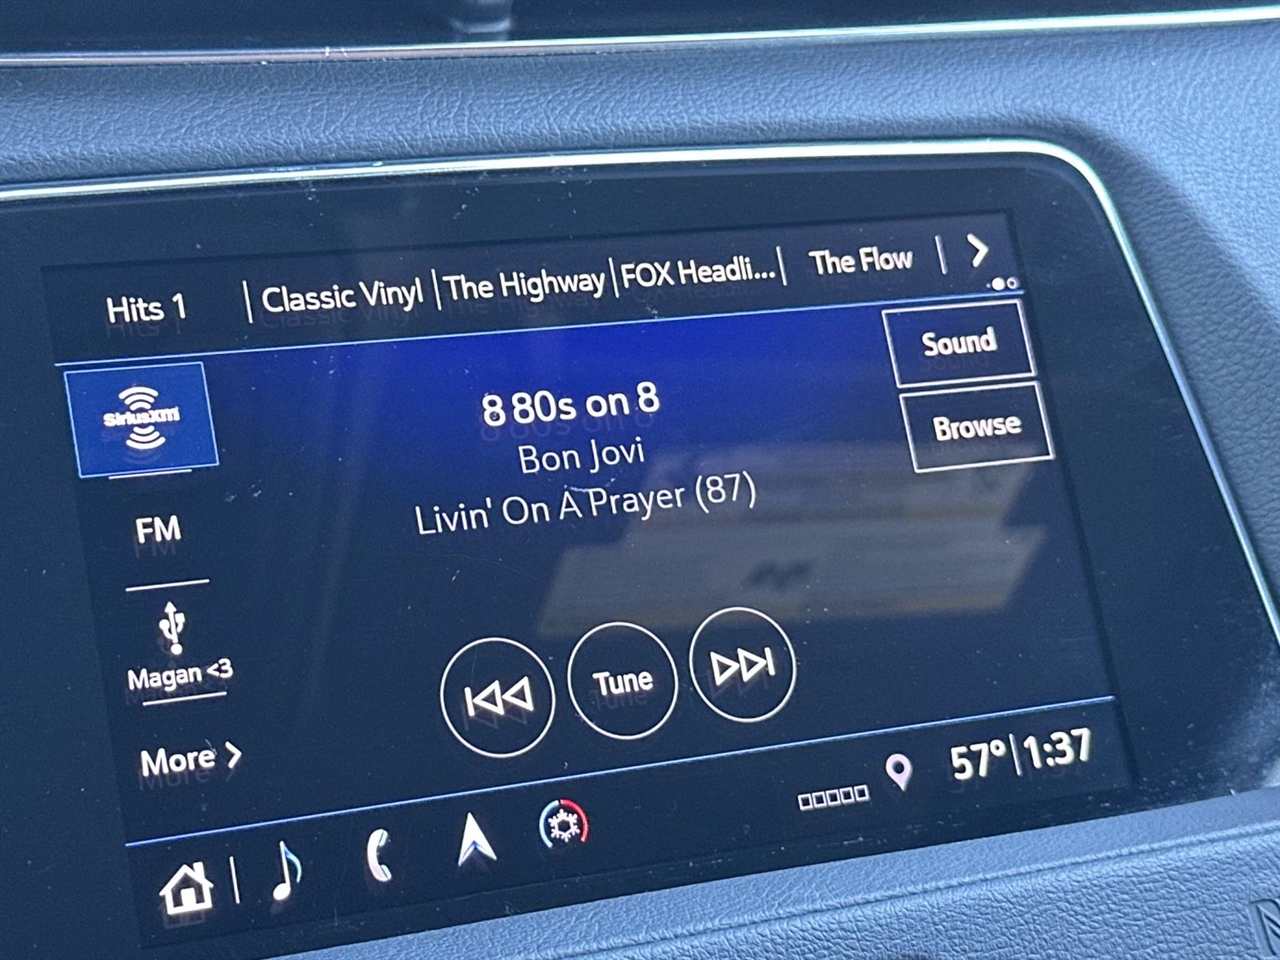 Hits 1
Classic Vinyl
The Highway
FOX Headli...
The Flow
SiriusXM
8 80s on 8
Bon Jovi
Livin' On A Prayer (87)
Sound
Browse
FM
Magan <3
More
Tune
57° 1:37